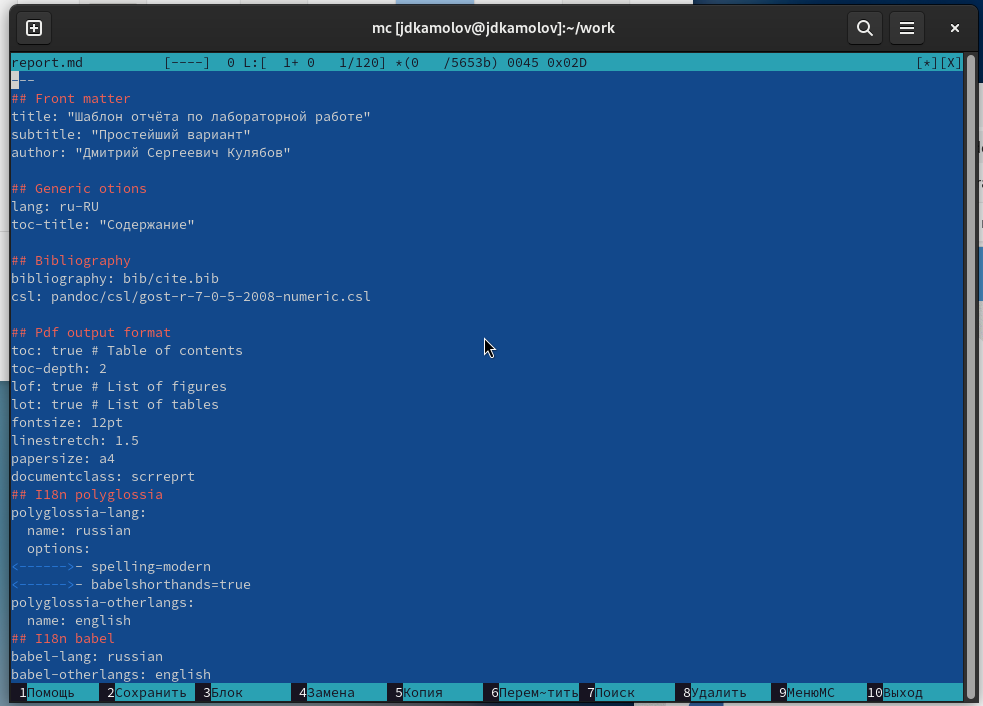 mc [jdkamolov@jdkamolov]:~/work
report.md          [----]  0 L:[  1+ 0   1/120] *(0   /5653b) 0045 0x02D                                         [*][X]
---
## Front matter
title: "Шаблон отчёта по лабораторной работе"
subtitle: "Простейший вариант"
author: "Дмитрий Сергеевич Кулябов"

## Generic otions
lang: ru-RU
toc-title: "Содержание"

## Bibliography
bibliography: bib/cite.bib
csl: pandoc/csl/gost-r-7-0-5-2008-numeric.csl

## Pdf output format
toc: true # Table of contents
toc-depth: 2
lof: true # List of figures
lot: true # List of tables
fontsize: 12pt
linestretch: 1.5
papersize: a4
documentclass: scrreprt
## I18n polyglossia
polyglossia-lang:
  name: russian
  options:
<------>- spelling=modern
<------>- babelshorthands=true
polyglossia-otherlangs:
  name: english
## I18n babel
babel-lang: russian
babel-otherlangs: english
1Помощь 2Сохранить 3Блок 4Замена 5Копия 6Перем~тить 7Поиск 8Удалить 9МенюMC 10Выход